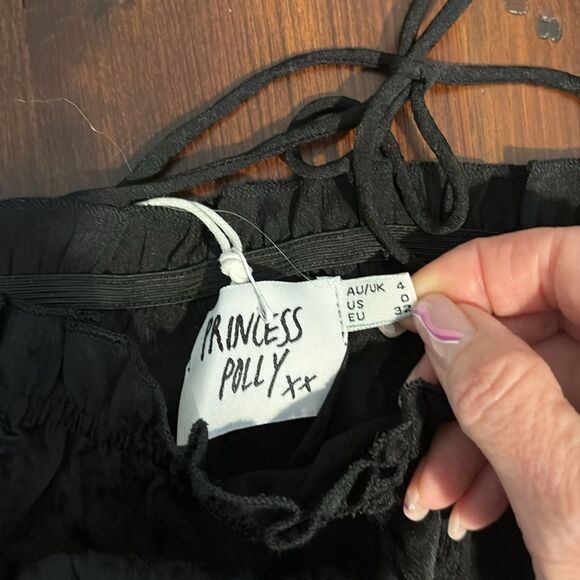 PRINCESS
POLLY xx
AU/UK 4
US 0
EU 32